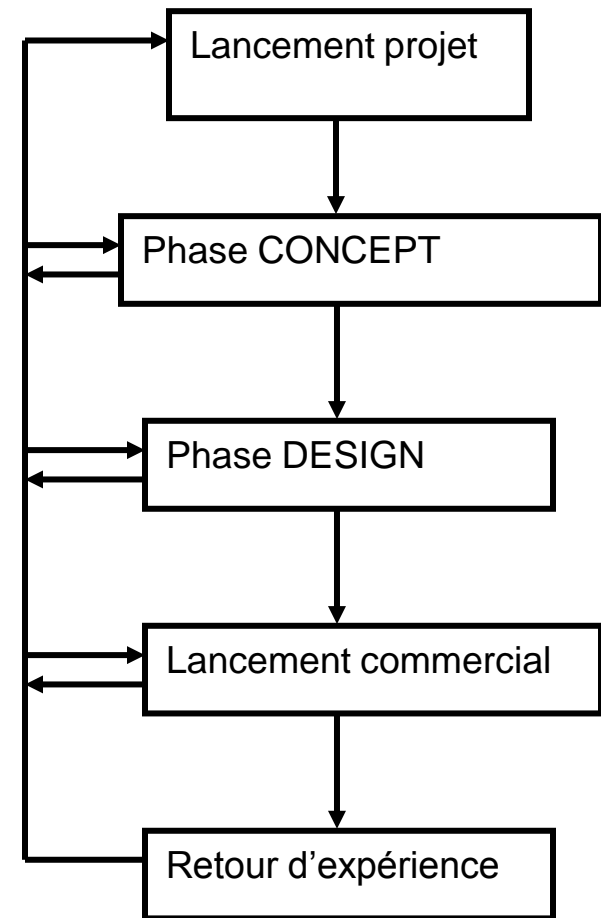 Lancement projet
Phase CONCEPT
Phase DESIGN
Lancement commercial
Retour d’expérience